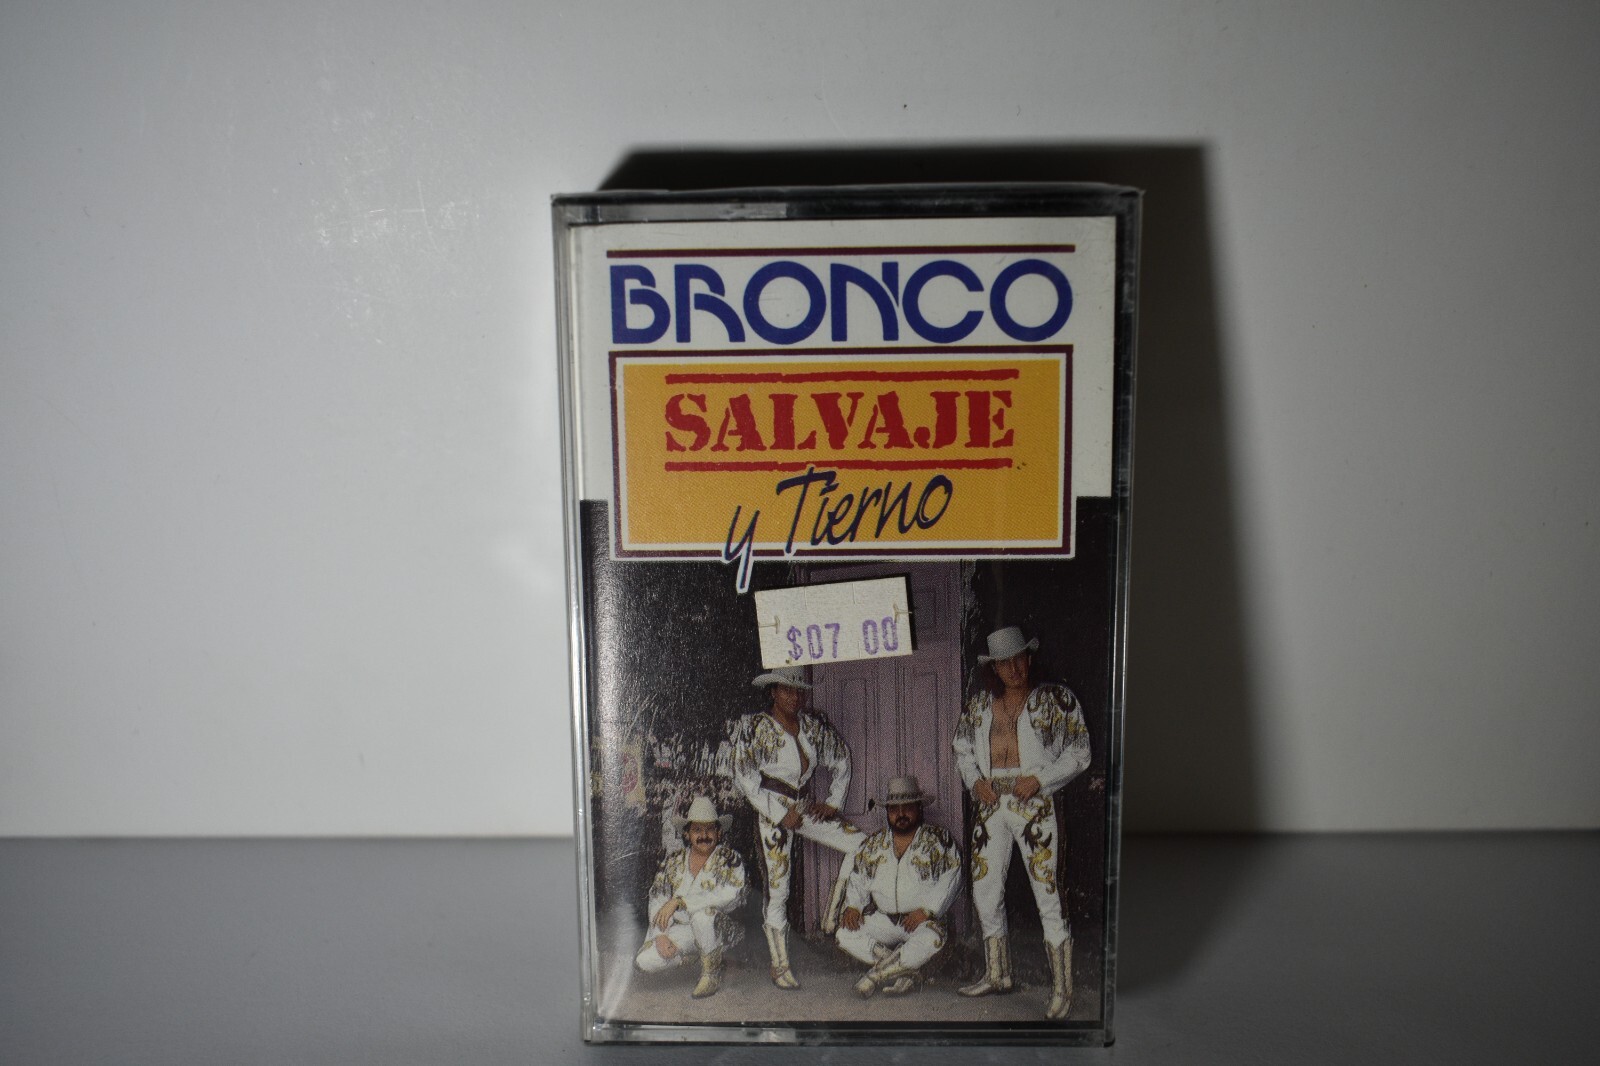 BRONCO
SALVAJE
y Tierno
$07 00